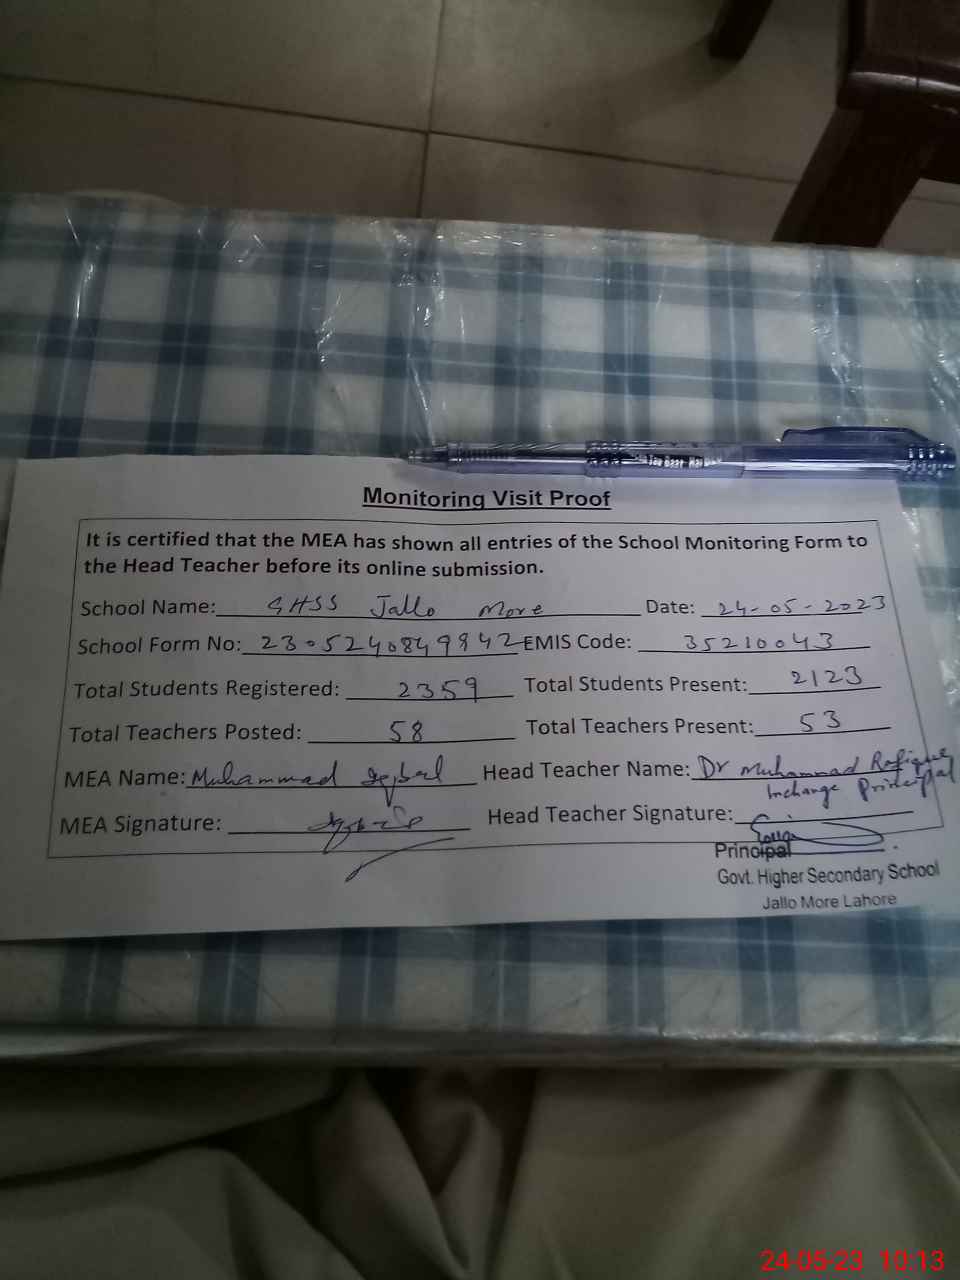 Monitoring Visit Proof
It is certified that the MEA has shown all entries of the School Monitoring Form to
the Head Teacher before its online submission.
School Name: GHSS Jallo More Date: 24-05-2023
School Form No: 2305240849842 EMIS Code: 35210043
Total Students Registered: 2359 Total Students Present: 2123
Total Teachers Posted: 58 Total Teachers Present: 53
MEA Name: Muhammad Iqbal Head Teacher Name: Dr Muhammad Rafique
Incharge Principal
MEA Signature: Head Teacher Signature:
Principal
Govt. Higher Secondary School
Jallo More Lahore
24-05-23 10:13